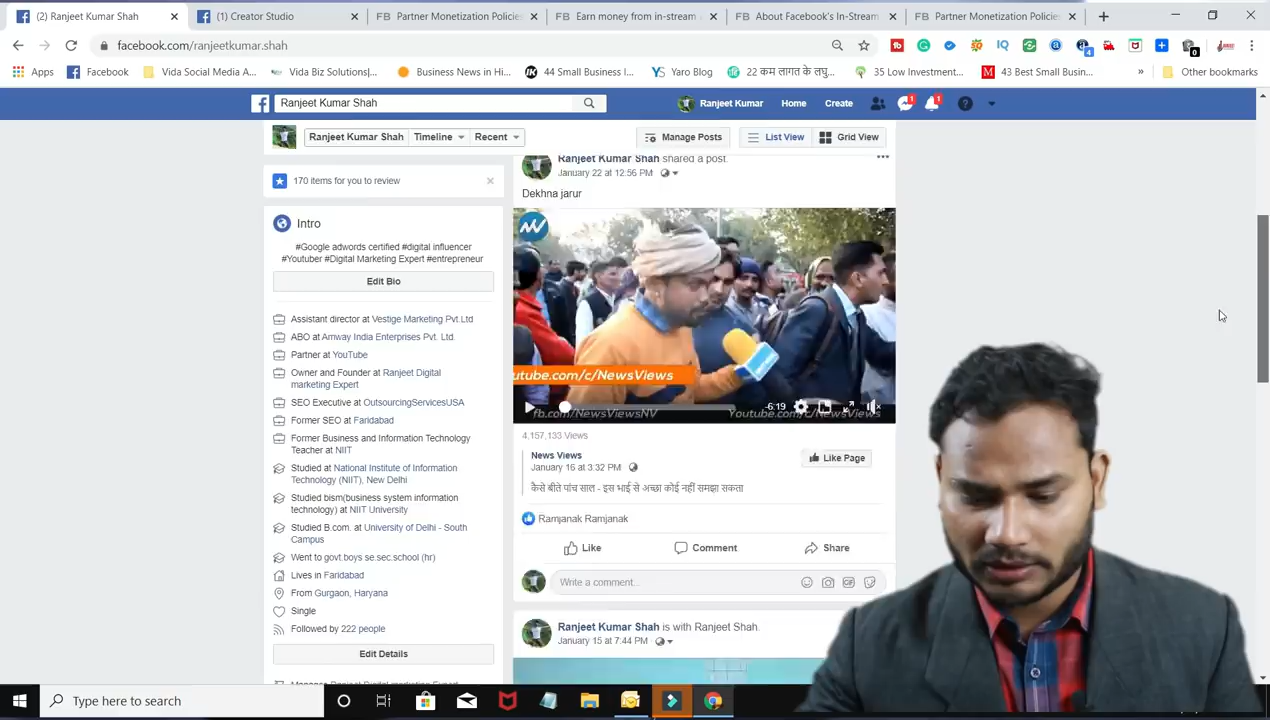 (2) Ranjeet Kumar Shah
(1) Creator Studio
Partner Monetization Policies
Earn money from in-stream
About Facebook's In-Stream
Partner Monetization Policies
facebook.com/ranjeetkumar.shah
Apps
Facebook
Vida Social Media A...
Vida Biz Solutions|...
Business News in Hi...
44 Small Business I...
Yaro Blog
22 कम लागत के लघु...
35 Low Investment...
43 Best Small Busin...
Other bookmarks
Ranjeet Kumar Shah
Ranjeet Kumar
Home
Create
1
1
Ranjeet Kumar Shah
Timeline
Recent
Manage Posts
List View
Grid View
170 items for you to review
Intro
#Google adwords certified #digital influencer
#Youtuber #Digital Marketing Expert #entrepreneur
Edit Bio
Assistant director at Vestige Marketing Pvt.Ltd
ABO at Amway India Enterprises Pvt. Ltd.
Partner at YouTube
Owner and Founder at Ranjeet Digital
marketing Expert
SEO Executive at OutsourcingServicesUSA
Former SEO at Faridabad
Former Business and Information Technology
Teacher at NIIT
Studied at National Institute of Information
Technology (NIIT), New Delhi
Studied bism(business system information
technology) at NIIT University
Studied B.com. at University of Delhi - South
Campus
Went to govt.boys se.sec.school (hr)
Lives in Faridabad
From Gurgaon, Haryana
Single
Followed by 222 people
Edit Details
Ranjeet Kumar Shah shared a post.
January 22 at 12:56 PM
Dekhna jarur
utube.com/c/NewsViews
-6:19
fb.com/NewsViewsNV
Youtube.com/c/NewsViews
4,157,133 Views
News Views
January 16 at 3:32 PM
Like Page
कैसे बीते पांच साल - इस भाई से अच्छा कोई नहीं समझा सकता
Ramjanak Ramjanak
Like
Comment
Share
Write a comment...
Ranjeet Kumar Shah is with Ranjeet Shah.
January 15 at 7:44 PM
Type here to search